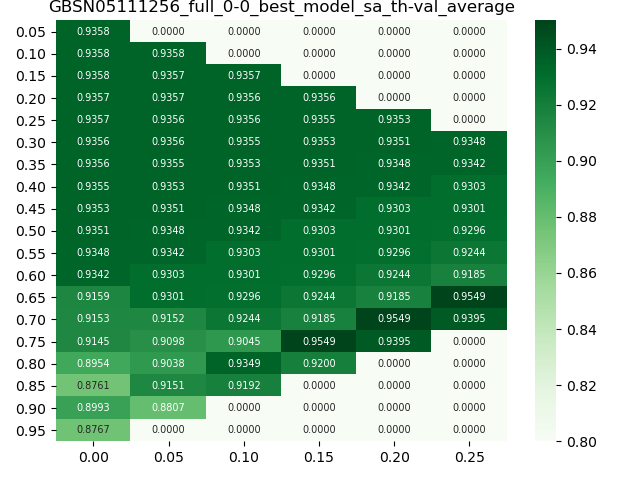 GBSN05111256_full_0-0_best_model_sa_th-val_average
0.05 0.9358 0.0000 0.0000 0.0000 0.0000 0.0000
0.10 0.9358 0.9358 0.0000 0.0000 0.0000 0.0000
0.15 0.9358 0.9357 0.9357 0.0000 0.0000 0.0000
0.20 0.9357 0.9357 0.9356 0.9356 0.0000 0.0000
0.25 0.9357 0.9356 0.9356 0.9355 0.9353 0.0000
0.30 0.9356 0.9356 0.9355 0.9353 0.9351 0.9348
0.35 0.9356 0.9355 0.9353 0.9351 0.9348 0.9342
0.40 0.9355 0.9353 0.9351 0.9348 0.9342 0.9303
0.45 0.9353 0.9351 0.9348 0.9342 0.9303 0.9301
0.50 0.9351 0.9348 0.9342 0.9303 0.9301 0.9296
0.55 0.9348 0.9342 0.9303 0.9301 0.9296 0.9244
0.60 0.9342 0.9303 0.9301 0.9296 0.9244 0.9185
0.65 0.9159 0.9301 0.9296 0.9244 0.9185 0.9549
0.70 0.9153 0.9152 0.9244 0.9185 0.9549 0.9395
0.75 0.9145 0.9098 0.9045 0.9549 0.9395 0.0000
0.80 0.8954 0.9038 0.9349 0.9200 0.0000 0.0000
0.85 0.8761 0.9151 0.9192 0.0000 0.0000 0.0000
0.90 0.8993 0.8807 0.0000 0.0000 0.0000 0.0000
0.95 0.8767 0.0000 0.0000 0.0000 0.0000 0.0000
0.00 0.05 0.10 0.15 0.20 0.25
0.94
0.92
0.90
0.88
0.86
0.84
0.82
0.80